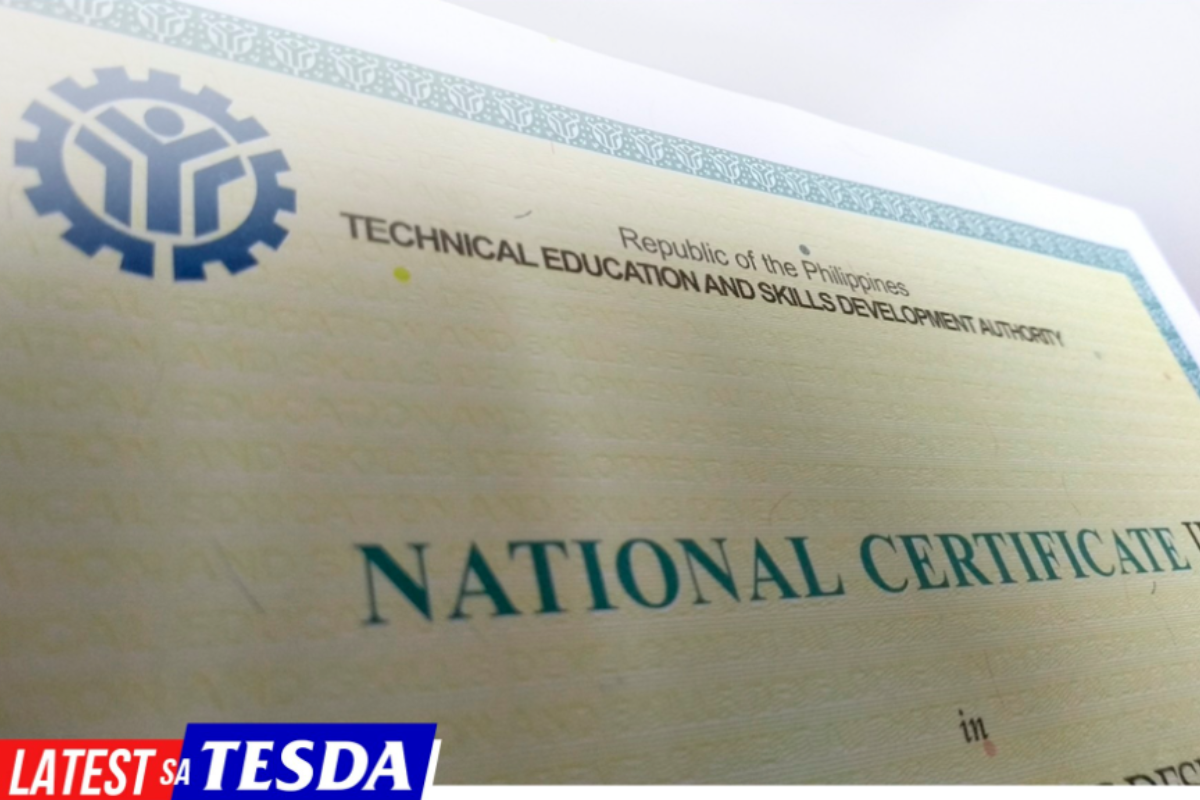 Republic of the Philippines
TECHNICAL EDUCATION AND SKILLS DEVELOPMENT AUTHORITY
NATIONAL CERTIFICATE
in
LATEST SA TESDA